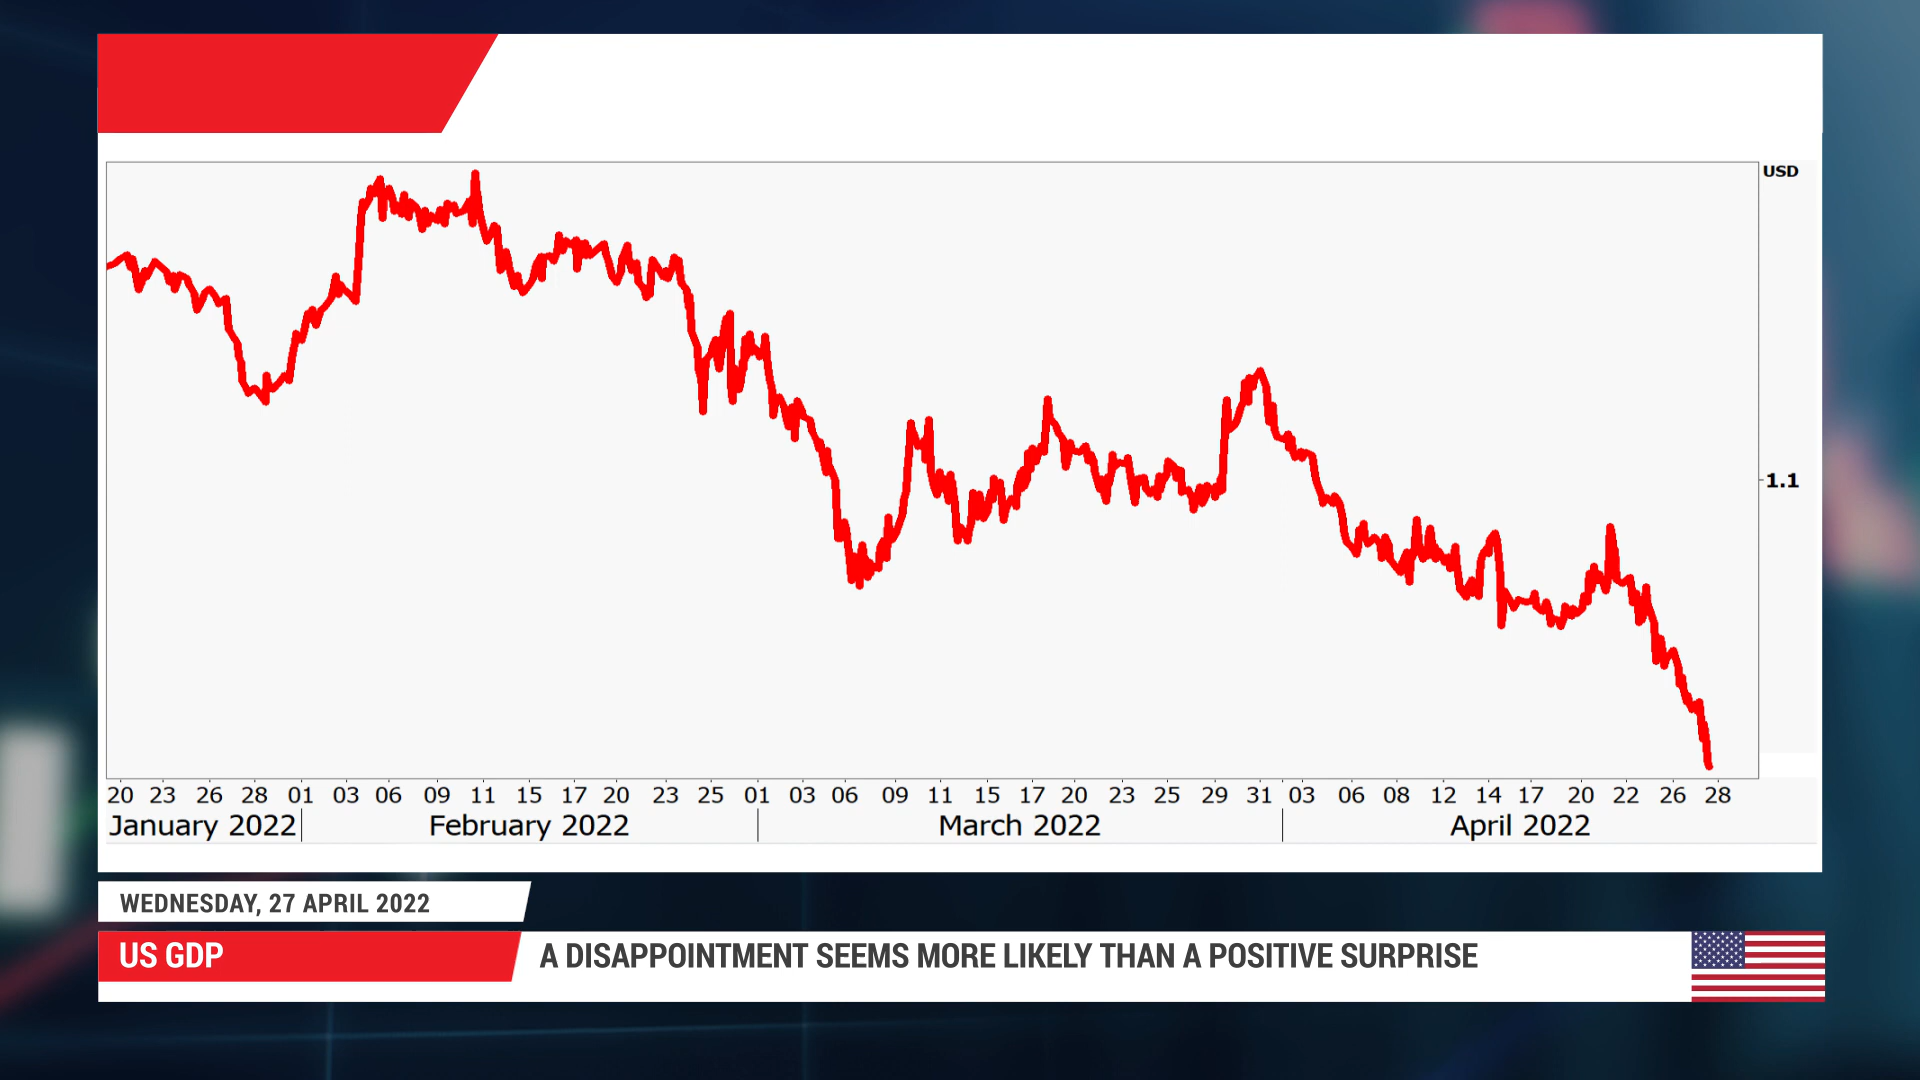 USD
1.1
20 23 26 28 01 03 06 09 11 15 17 20 23 25 01 03 06 09 11 15 17 20 23 25 29 31 03 06 08 12 14 17 20 22 26 28
January 2022 February 2022 March 2022 April 2022
WEDNESDAY, 27 APRIL 2022
US GDP A DISAPPOINTMENT SEEMS MORE LIKELY THAN A POSITIVE SURPRISE